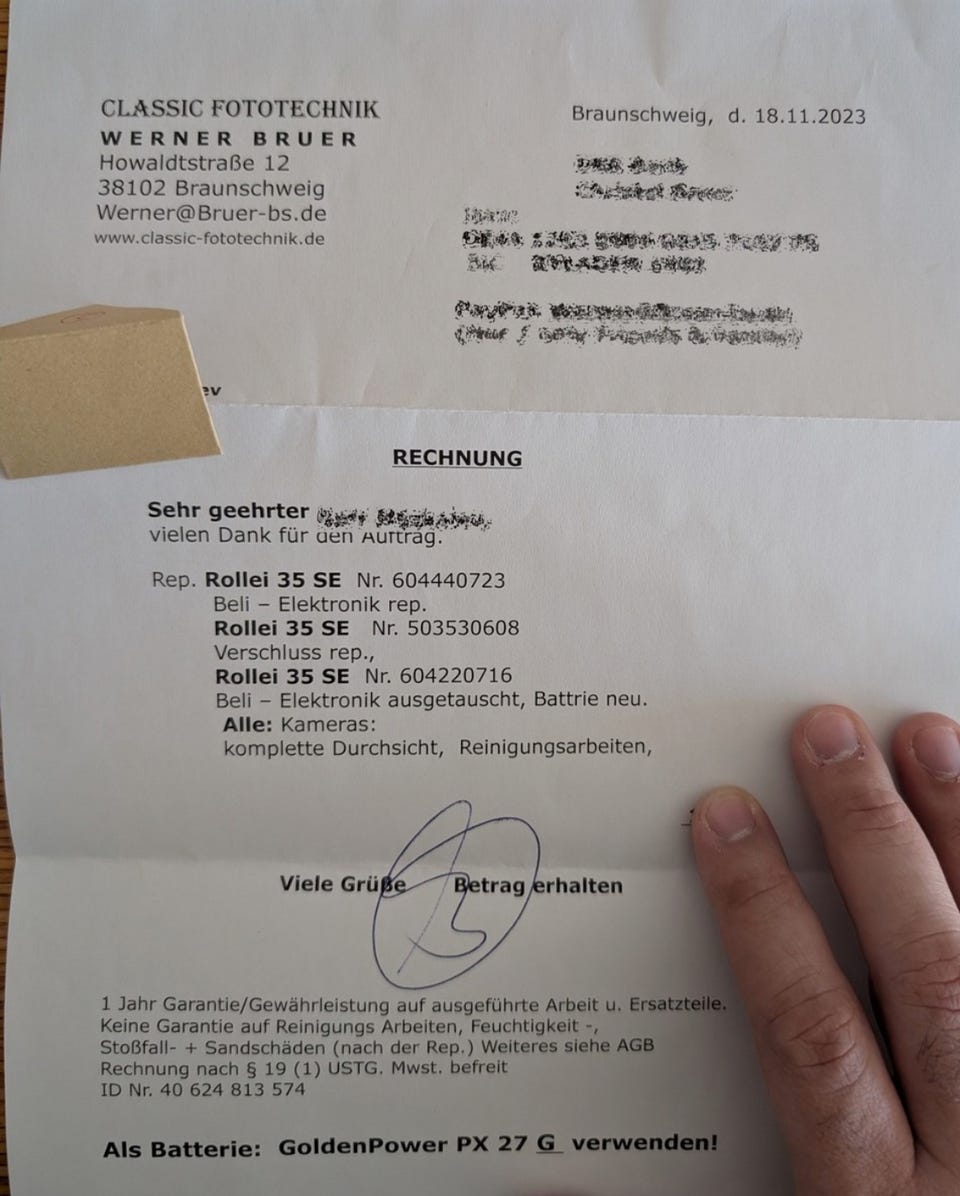 CLASSIC FOTOTECHNIK
WERNER BRUER
Howaldtstraße 12
38102 Braunschweig
Werner@Bruer-bs.de
www.classic-fototechnik.de
Braunschweig, d. 18.11.2023
ev
RECHNUNG
Sehr geehrter
vielen Dank für den Auftrag.
Rep. Rollei 35 SE Nr. 604440723
Beli – Elektronik rep.
Rollei 35 SE Nr. 503530608
Verschluss rep.,
Rollei 35 SE Nr. 604220716
Beli – Elektronik ausgetauscht, Battrie neu.
Alle: Kameras:
komplette Durchsicht, Reinigungsarbeiten,
Viele Grüße Betrag erhalten
1 Jahr Garantie/Gewährleistung auf ausgeführte Arbeit u. Ersatzteile.
Keine Garantie auf Reinigungs Arbeiten, Feuchtigkeit -,
Stoßfall- + Sandschäden (nach der Rep.) Weiteres siehe AGB
Rechnung nach § 19 (1) USTG. Mwst. befreit
ID Nr. 40 624 813 574
Als Batterie: GoldenPower PX 27 G verwenden!